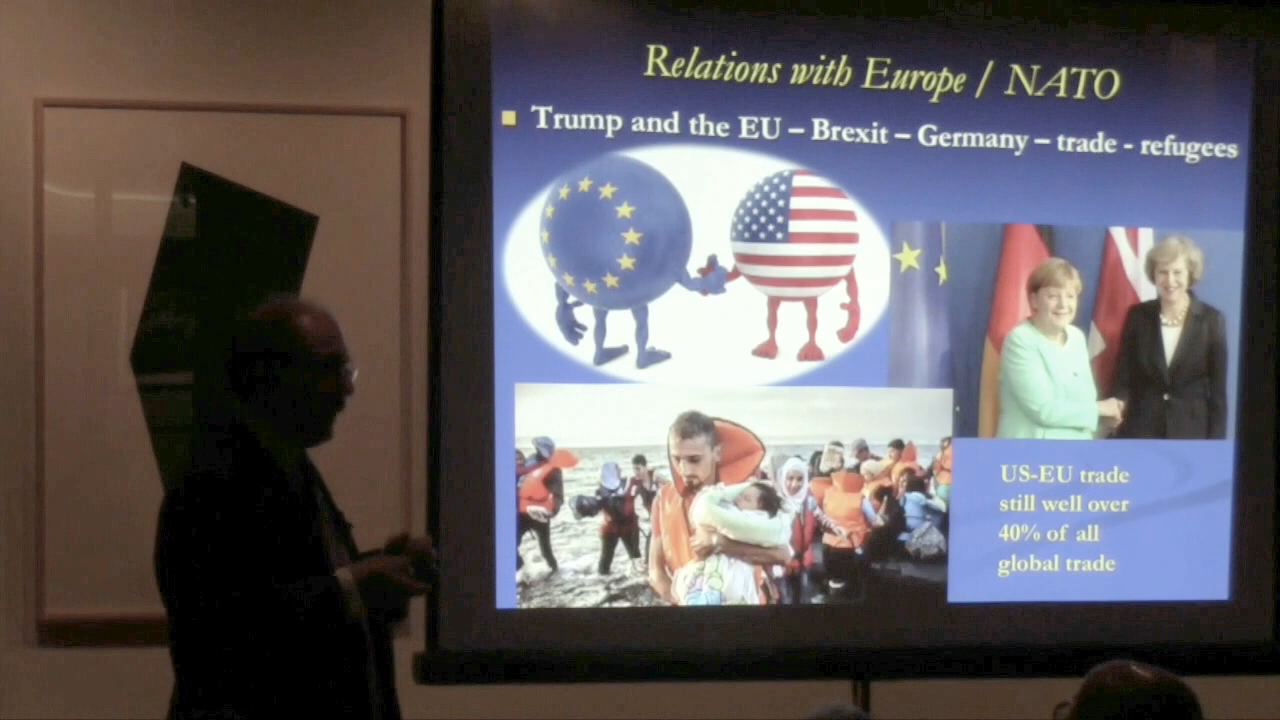 Relations with Europe / NATO
Trump and the EU – Brexit – Germany – trade - refugees
US-EU trade
still well over
40% of all
global trade